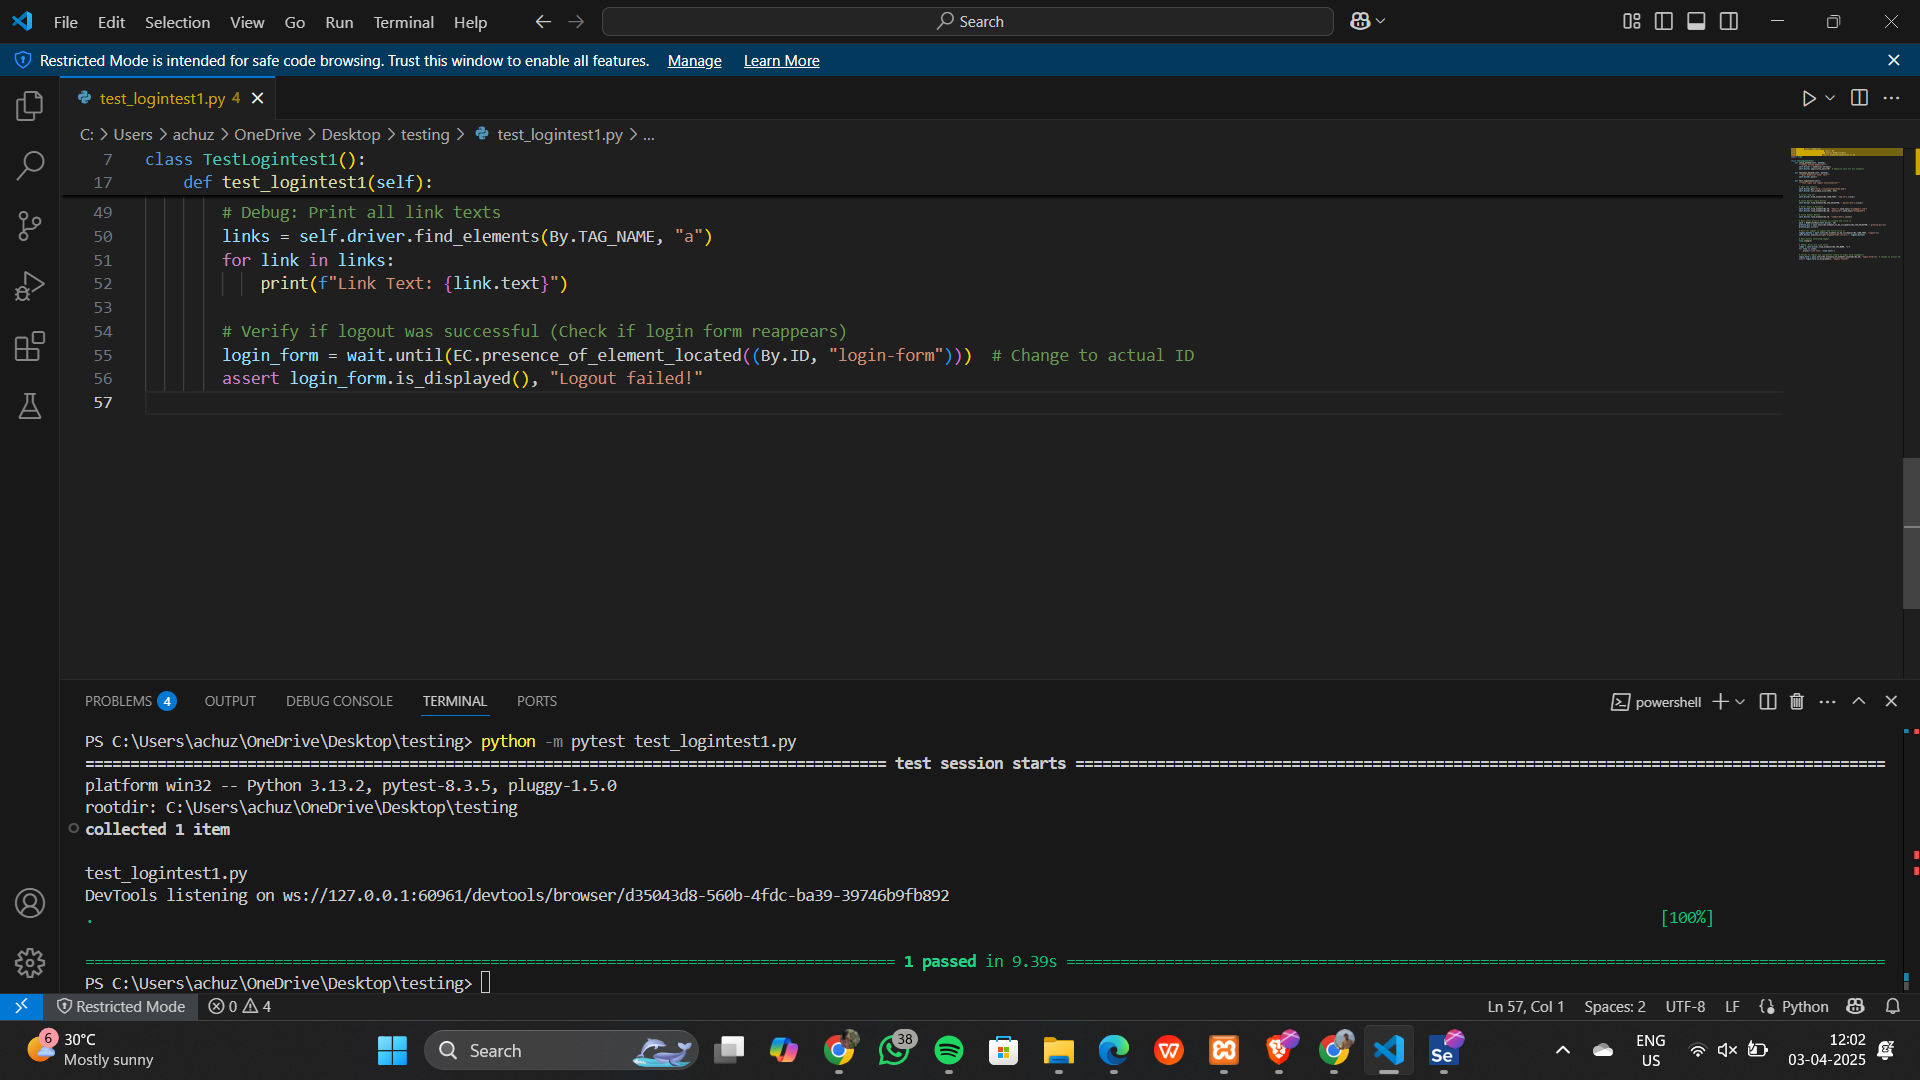 File Edit Selection View Go Run Terminal Help
Search
Restricted Mode is intended for safe code browsing. Trust this window to enable all features. Manage Learn More
test_logintest1.py 4
C: > Users > achuz > OneDrive > Desktop > testing > test_logintest1.py > ...
7 class TestLogintest1():
17 def test_logintest1(self):
49 # Debug: Print all link texts
50 links = self.driver.find_elements(By.TAG_NAME, "a")
51 for link in links:
52 print(f"Link Text: {link.text}")
53
54 # Verify if logout was successful (Check if login form reappears)
55 login_form = wait.until(EC.presence_of_element_located((By.ID, "login-form"))) # Change to actual ID
56 assert login_form.is_displayed(), "Logout failed!"
57
PROBLEMS 4 OUTPUT DEBUG CONSOLE TERMINAL PORTS
powershell
PS C:\Users\achuz\OneDrive\Desktop\testing> python -m pytest test_logintest1.py
========================================================================================= test session starts ==========================================================================================
platform win32 -- Python 3.13.2, pytest-8.3.5, pluggy-1.5.0
rootdir: C:\Users\achuz\OneDrive\Desktop\testing
collected 1 item
test_logintest1.py
DevTools listening on ws://127.0.0.1:60961/devtools/browser/d35043d8-560b-4fdc-ba39-39746b9fb892
. [100%]
========================================================================================== 1 passed in 9.39s ===========================================================================================
PS C:\Users\achuz\OneDrive\Desktop\testing>
Restricted Mode 0 4
Ln 57, Col 1 Spaces: 2 UTF-8 LF {} Python
6
30°C
Mostly sunny
Search
38
Se
ENG
US
12:02
03-04-2025